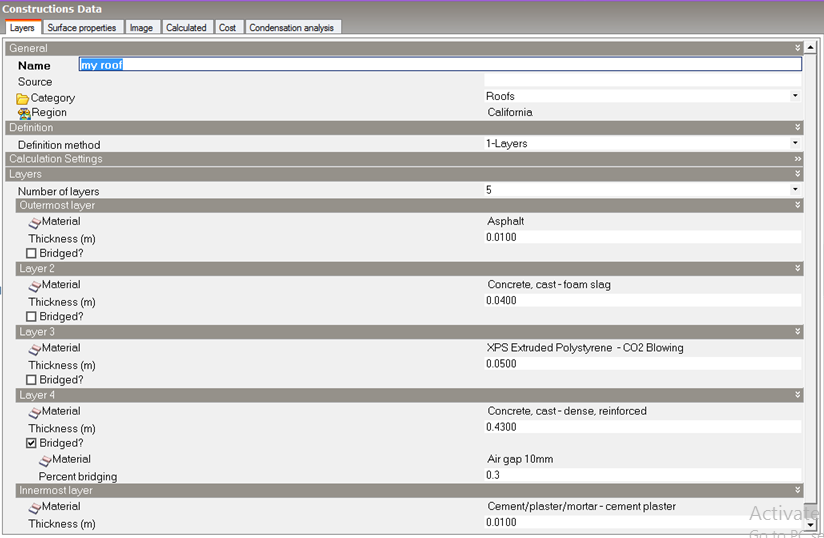 Constructions Data
Layers Surface properties Image Calculated Cost Condensation analysis
General
Name my roof
Source
Category Roofs
Region California
Definition
Definition method 1-Layers
Calculation Settings
Layers
Number of layers 5
Outermost layer
Material Asphalt
Thickness (m) 0.0100
Bridged?
Layer 2
Material Concrete, cast - foam slag
Thickness (m) 0.0400
Bridged?
Layer 3
Material XPS Extruded Polystyrene - CO2 Blowing
Thickness (m) 0.0500
Bridged?
Layer 4
Material Concrete, cast - dense, reinforced
Thickness (m) 0.4300
Bridged?
Material Air gap 10mm
Percent bridging 0.3
Innermost layer
Material Cement/plaster/mortar - cement plaster
Thickness (m) 0.0100
Activate
Go to PC se